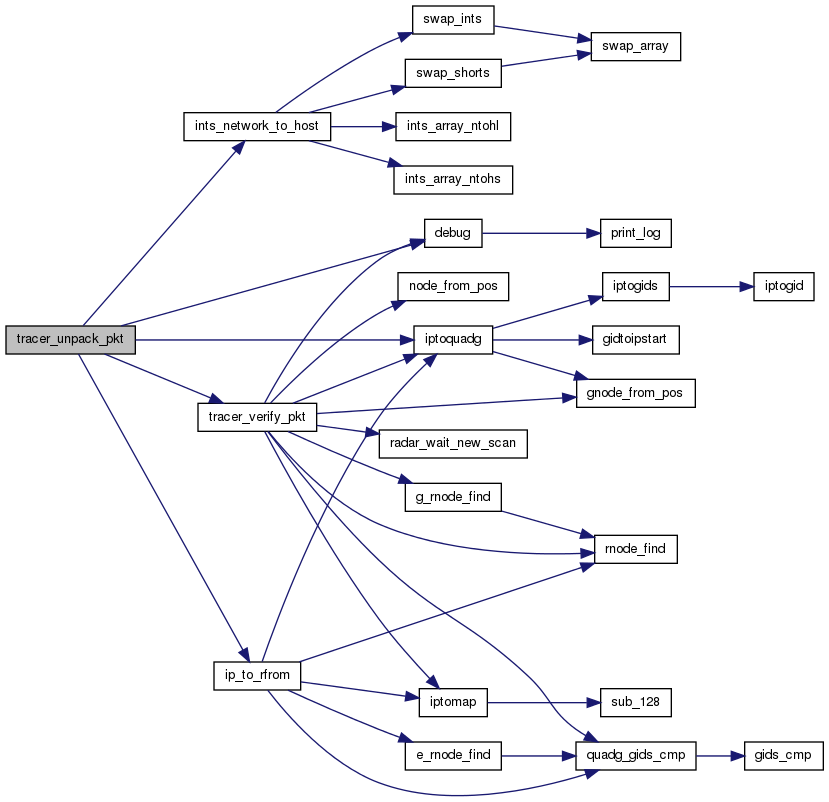 swap_ints
swap_array
swap_shorts
ints_network_to_host
ints_array_ntohl
ints_array_ntohs
debug
print_log
node_from_pos
iptogids
iptogid
tracer_unpack_pkt
iptoquadg
gidtoipstart
gnode_from_pos
tracer_verify_pkt
radar_wait_new_scan
g_rnode_find
rnode_find
ip_to_rfrom
iptomap
sub_128
e_rnode_find
quadg_gids_cmp
gids_cmp